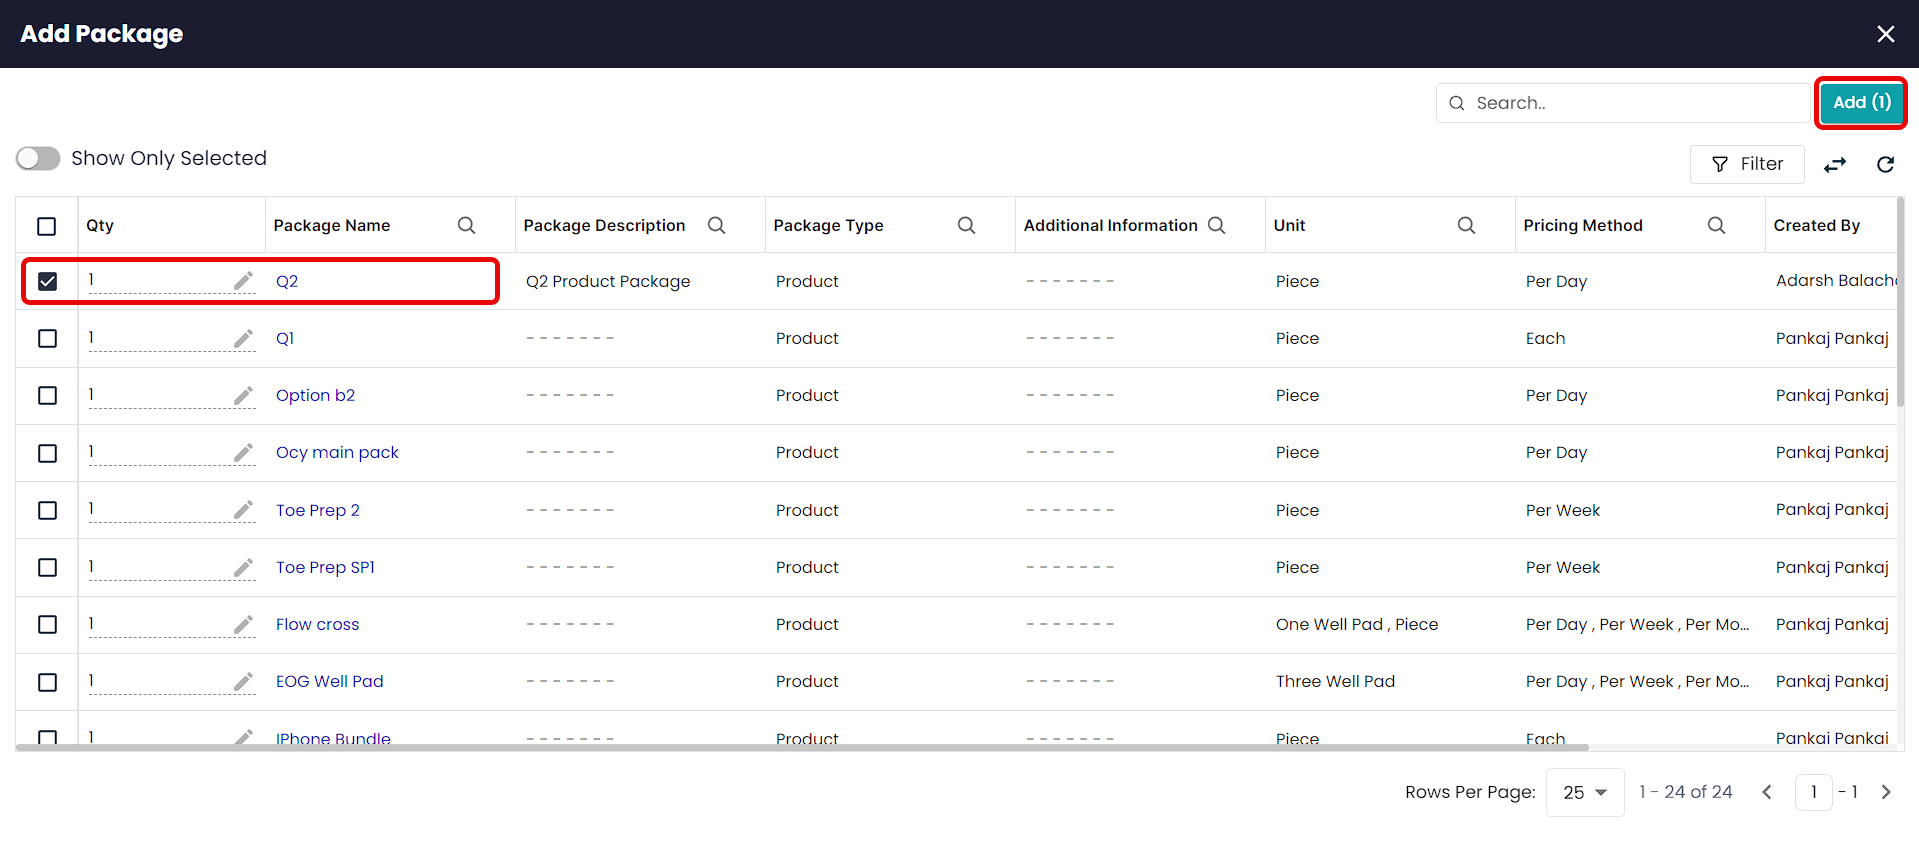 Add Package
Search..
Add (1)
Show Only Selected
Filter
Qty Package Name Package Description Package Type Additional Information Unit Pricing Method Created By
1 Q2 Q2 Product Package Product - - - - - - - Piece Per Day Adarsh Balach
1 Q1 - - - - - - - Product - - - - - - - Piece Each Pankaj Pankaj
1 Option b2 - - - - - - - Product - - - - - - - Piece Per Day Pankaj Pankaj
1 Ocy main pack - - - - - - - Product - - - - - - - Piece Per Day Pankaj Pankaj
1 Toe Prep 2 - - - - - - - Product - - - - - - - Piece Per Week Pankaj Pankaj
1 Toe Prep SP1 - - - - - - - Product - - - - - - - Piece Per Week Pankaj Pankaj
1 Flow cross - - - - - - - Product - - - - - - - One Well Pad , Piece Per Day , Per Week , Per Mo... Pankaj Pankaj
1 EOG Well Pad - - - - - - - Product - - - - - - - Three Well Pad Per Day , Per Week , Per Mo... Pankaj Pankaj
1 IPhone Bundle - - - - - - - Product - - - - - - - Piece Each Pankaj Pankaj
Rows Per Page: 25 1 - 24 of 24 1 - 1